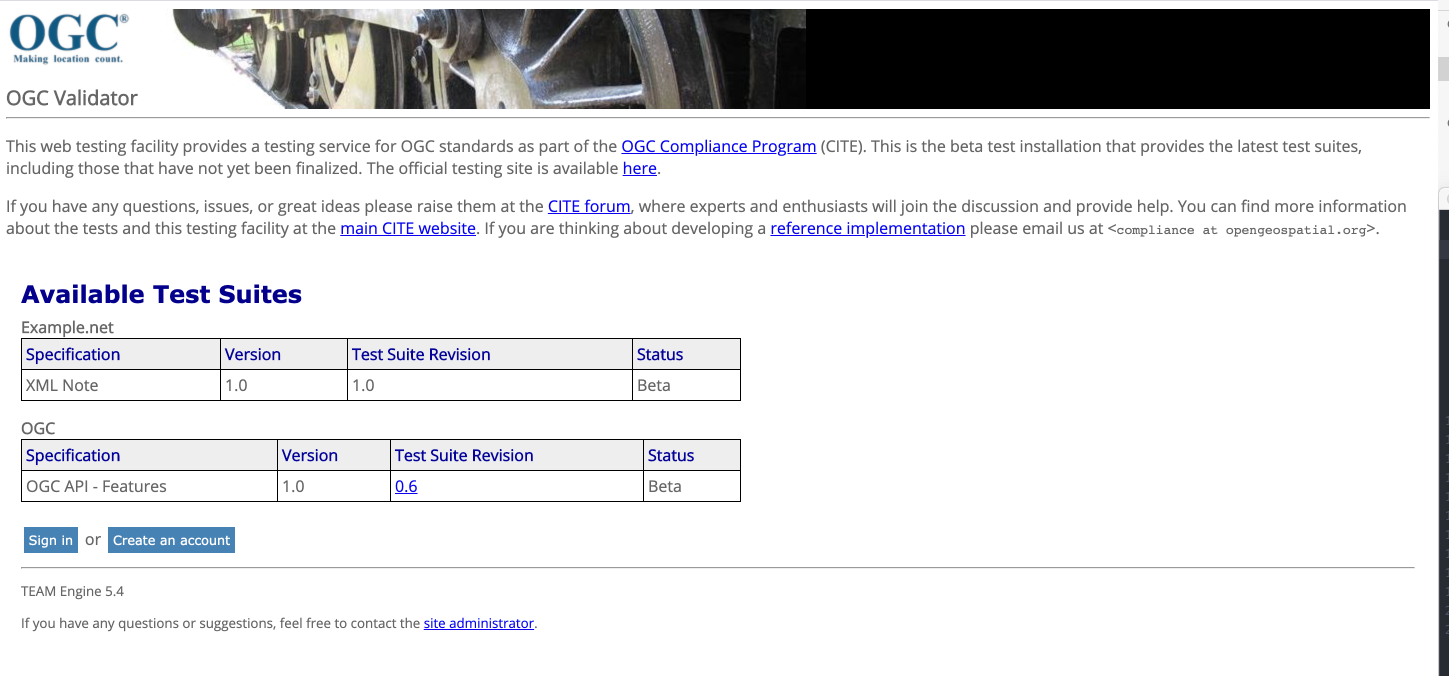 OGC®
Making location count.
OGC Validator
This web testing facility provides a testing service for OGC standards as part of the OGC Compliance Program (CITE). This is the beta test installation that provides the latest test suites,
including those that have not yet been finalized. The official testing site is available here.
If you have any questions, issues, or great ideas please raise them at the CITE forum, where experts and enthusiasts will join the discussion and provide help. You can find more information
about the tests and this testing facility at the main CITE website. If you are thinking about developing a reference implementation please email us at <compliance at opengeospatial.org>.
Available Test Suites
Example.net
Specification Version Test Suite Revision Status
XML Note 1.0 1.0 Beta
OGC
Specification Version Test Suite Revision Status
OGC API - Features 1.0 0.6 Beta
Sign in or Create an account
TEAM Engine 5.4
If you have any questions or suggestions, feel free to contact the site administrator.